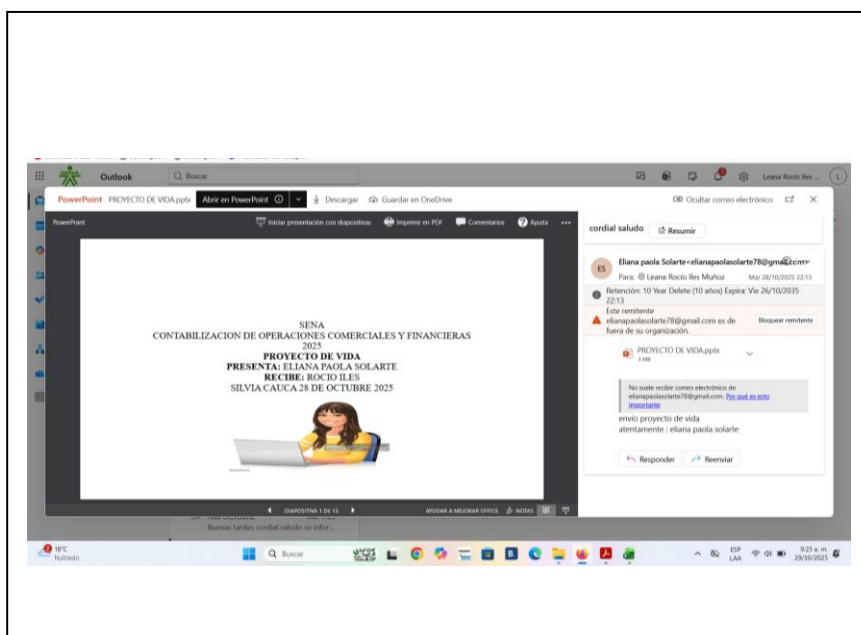 Outlook
Buscar
Leana Rocío Iles ...
L
PowerPoint PROYECTO DE VIDA.pptx Abrir en PowerPoint Descargar Guardar en OneDrive
Ocultar correo electrónico
PowerPoint
Iniciar presentación con diapositivas Imprimir en PDF Comentarios Ayuda ...
SENA
CONTABILIZACION DE OPERACIONES COMERCIALES Y FINANCIERAS
2025
PROYECTO DE VIDA
PRESENTA: ELIANA PAOLA SOLARTE
RECIBE: ROCIO ILES
SILVIA CAUCA 28 DE OCTUBRE 2025
DIAPOSITIVA 1 DE 13
AYUDAR A MEJORAR OFFICE NOTAS
cordial saludo Resumir
ES
Eliana paola Solarte<elianapaolasolarte78@gmail.com>
Para: Leana Rocío Iles Muñoz Mar 28/10/2025 22:13
Retención: 10 Year Delete (10 años) Expira: Vie 26/10/2035
22:13
Este remitente
elianapaolasolarte78@gmail.com es de
fuera de su organización.
Bloquear remitente
PROYECTO DE VIDA.pptx
3 MB
No suele recibir correo electrónico de
elianapaolasolarte78@gmail.com. Por qué es esto
importante
envio proyecto de vida
atentamente : eliana paola solarte
Responder Reenviar
Buenas tardes cordial saludo ve infor...
18°C
Nublado
Buscar
ESP
LAA
9:25 a. m.
29/10/2025